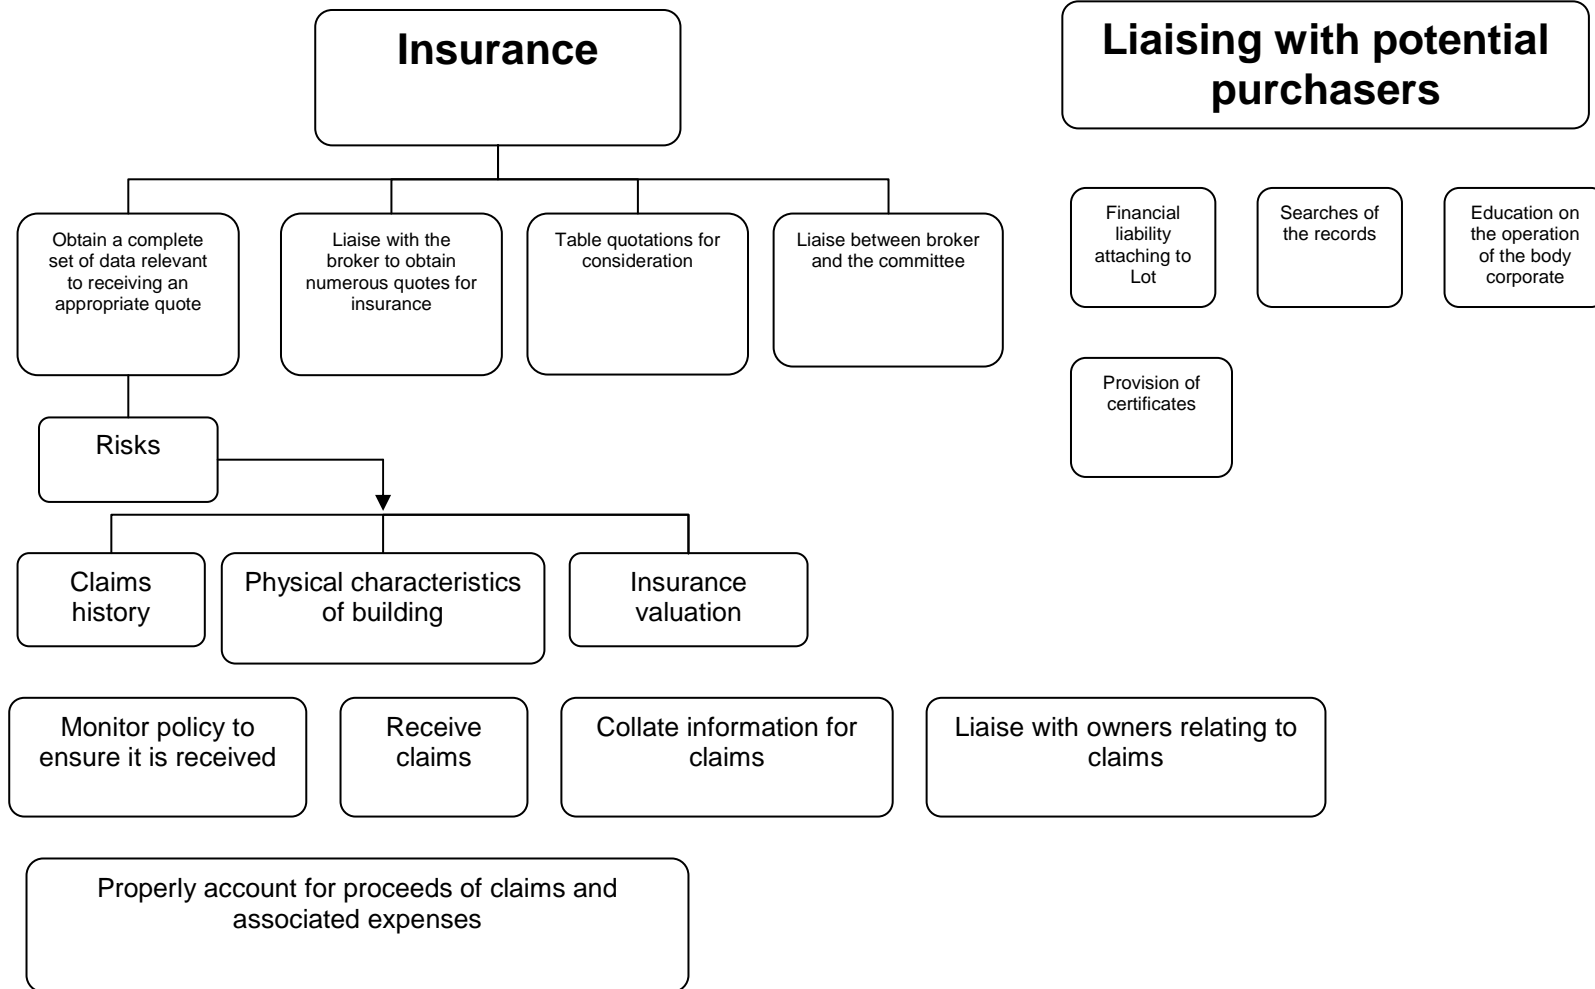 Insurance
Liaising with potential
purchasers
Obtain a complete
set of data relevant
to receiving an
appropriate quote
Liaise with the
broker to obtain
numerous quotes for
insurance
Table quotations for
consideration
Liaise between broker
and the committee
Financial
liability
attaching to
Lot
Searches of
the records
Education on
the operation
of the body
corporate
Provision of
certificates
Risks
Claims
history
Physical characteristics
of building
Insurance
valuation
Monitor policy to
ensure it is received
Receive
claims
Collate information for
claims
Liaise with owners relating to
claims
Properly account for proceeds of claims and
associated expenses